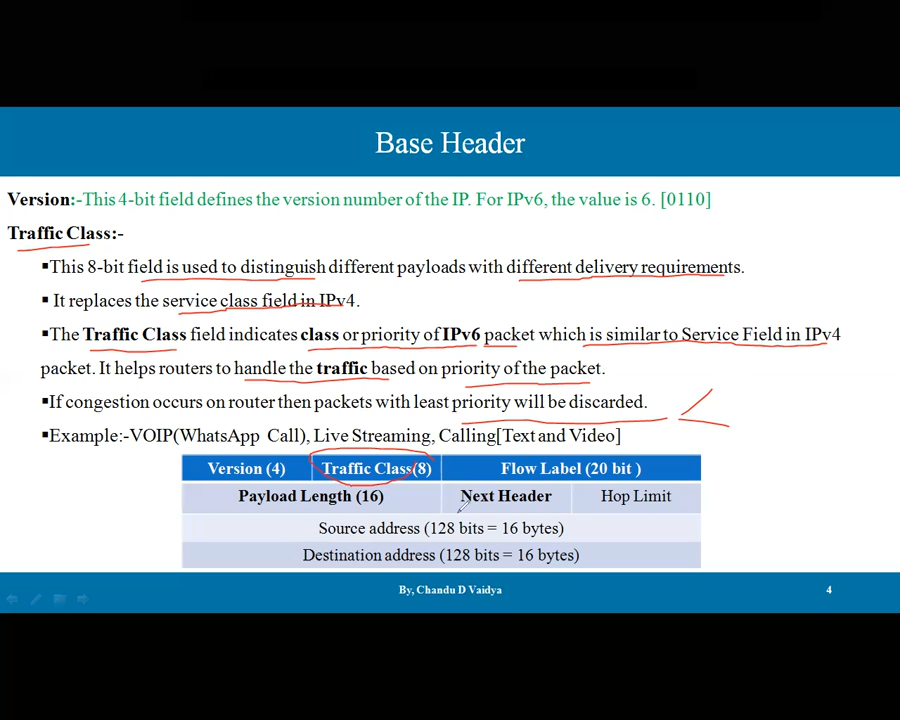 Base Header
Version:-This 4-bit field defines the version number of the IP. For IPv6, the value is 6. [0110]
Traffic Class:-
▪This 8-bit field is used to distinguish different payloads with different delivery requirements.
▪ It replaces the service class field in IPv4.
▪The Traffic Class field indicates class or priority of IPv6 packet which is similar to Service Field in IPv4
packet. It helps routers to handle the traffic based on priority of the packet.
▪If congestion occurs on router then packets with least priority will be discarded.
▪Example:-VOIP(WhatsApp Call), Live Streaming, Calling[Text and Video]
Version (4) Traffic Class(8) Flow Label (20 bit )
Payload Length (16) Next Header Hop Limit
Source address (128 bits = 16 bytes)
Destination address (128 bits = 16 bytes)
By, Chandu D Vaidya 4